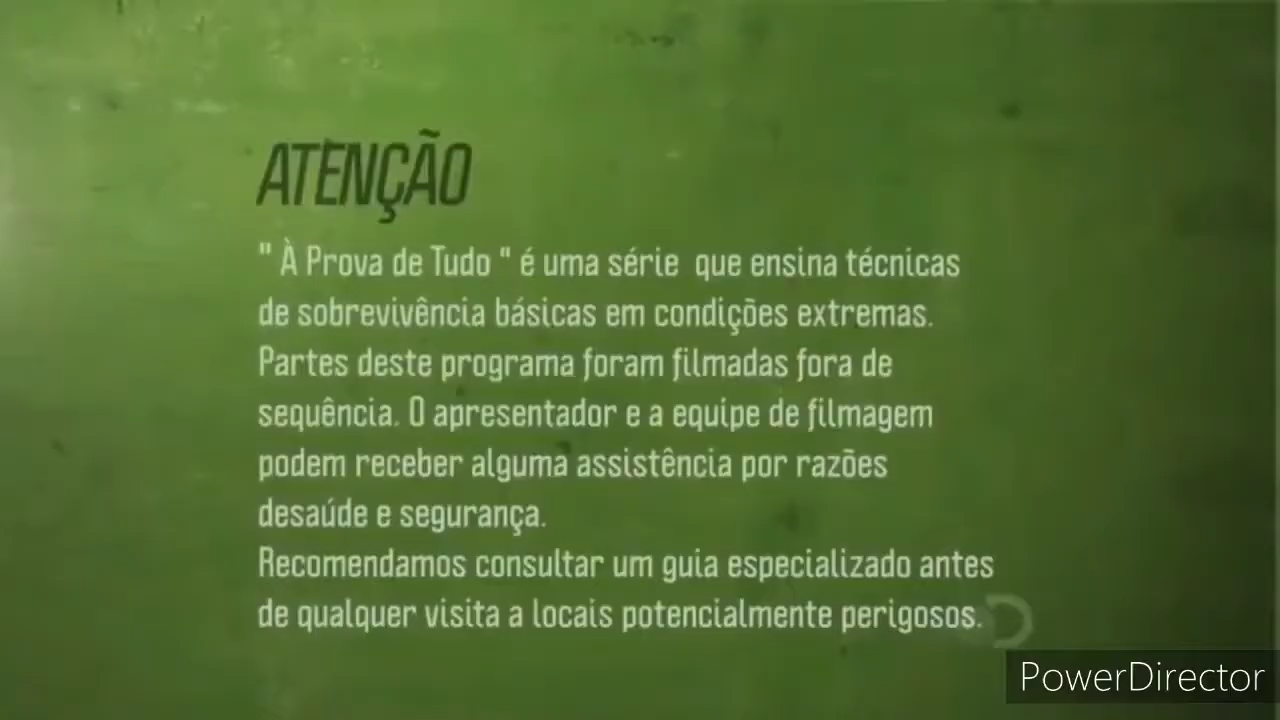 ATENÇÃO
" À Prova de Tudo " é uma série que ensina técnicas
de sobrevivência básicas em condições extremas.
Partes deste programa foram filmadas fora de
sequência. O apresentador e a equipe de filmagem
podem receber alguma assistência por razões
desaúde e segurança.
Recomendamos consultar um guia especializado antes
de qualquer visita a locais potencialmente perigosos.
PowerDirector